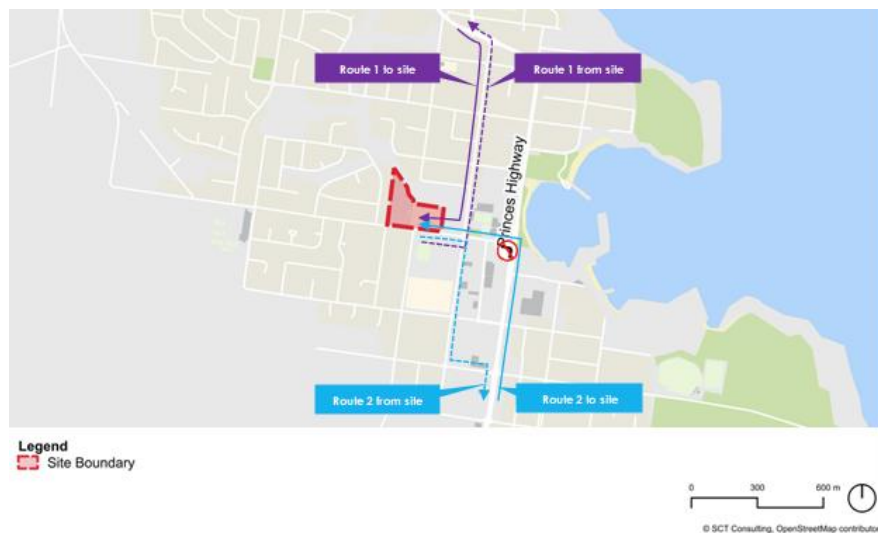 Route 1 to site
Route 1 from site
Princes Highway
Route 2 from site
Route 2 to site
Legend
Site Boundary
0 300 600 m
© SCT Consulting, OpenStreetMap contributor